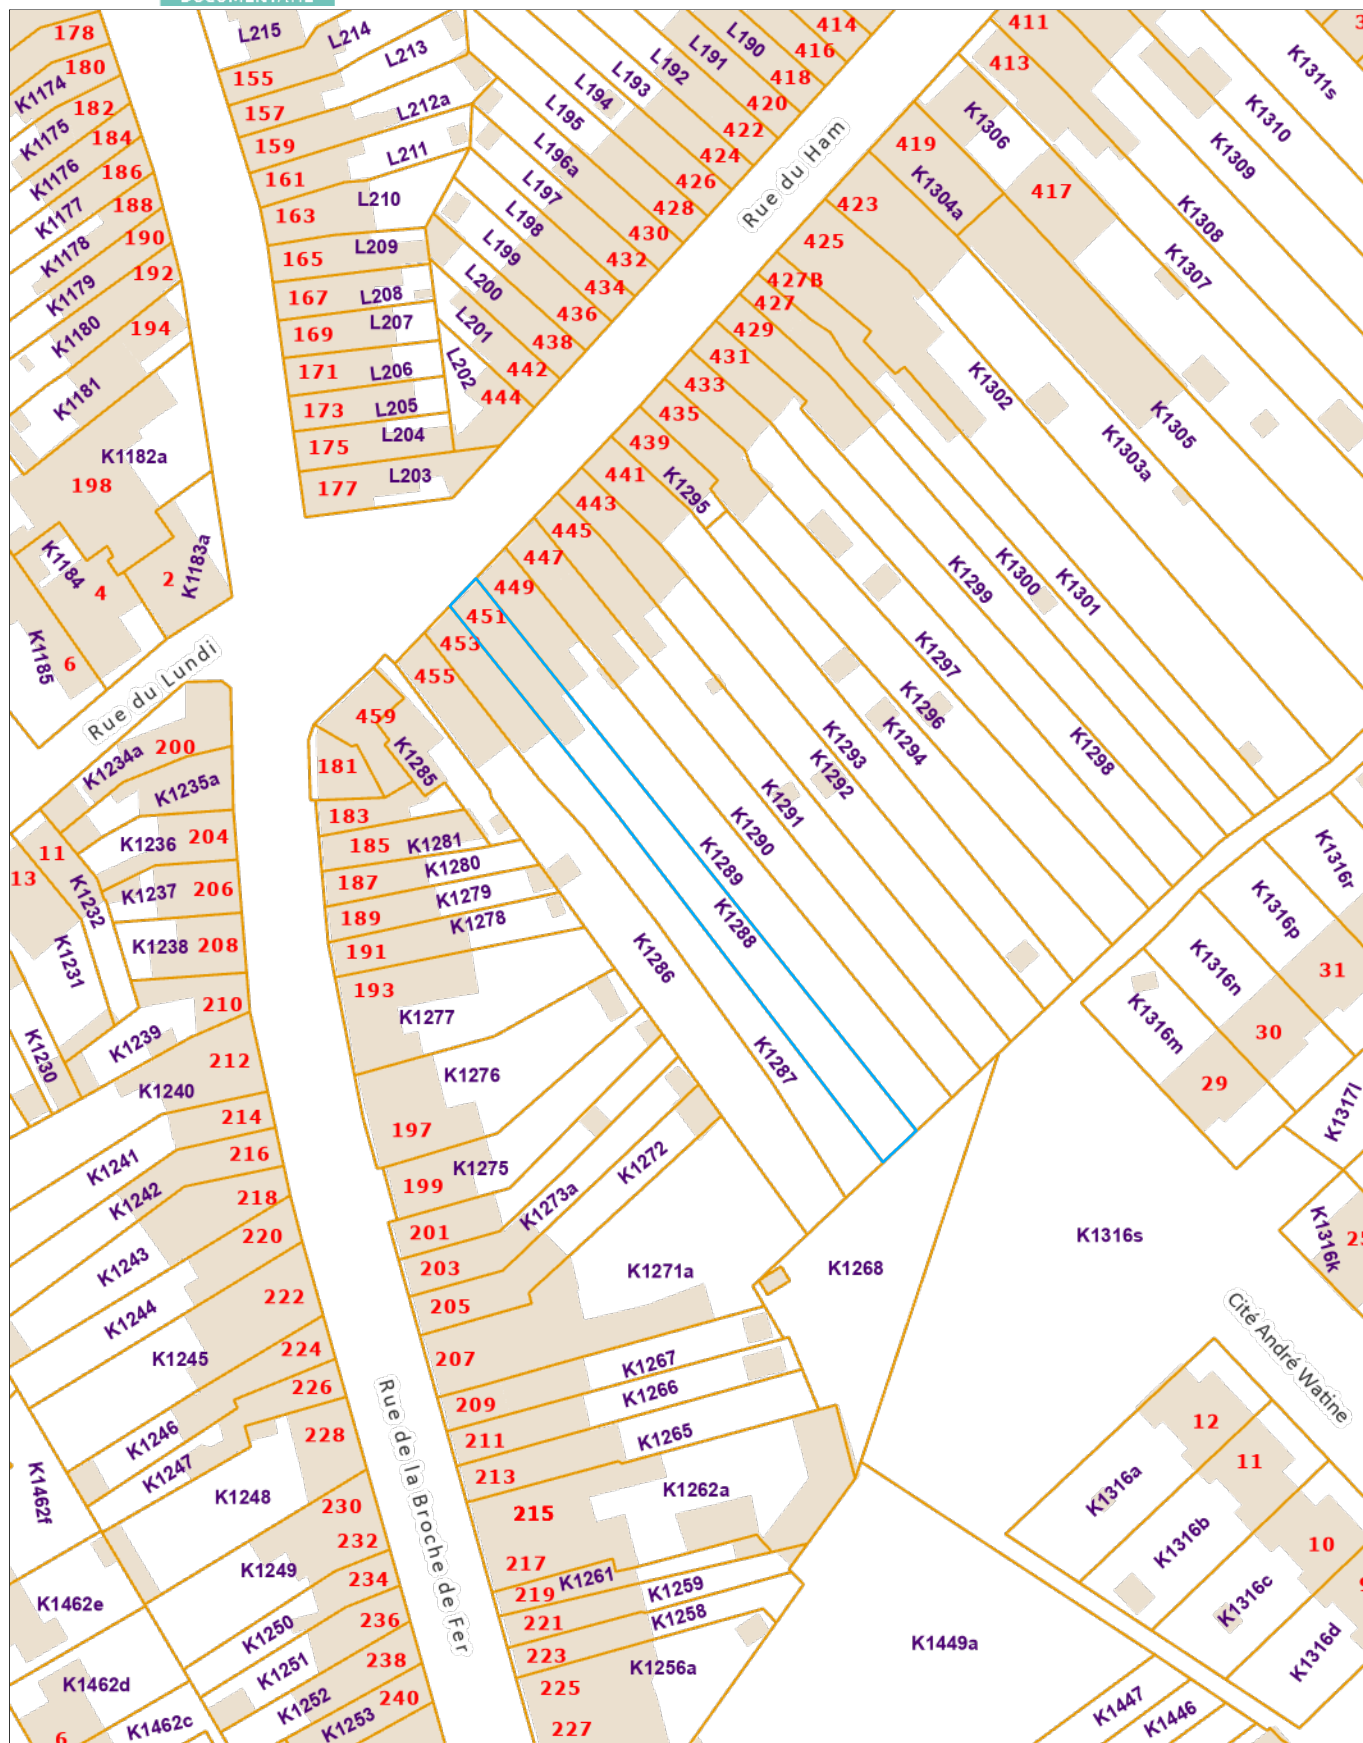 DOCUMENTAIRE
178
180
K1174
182
K1175
184
K1176
186
K1177
188
K1178
190
K1179
192
K1180
194
K1181
K1182a
198
K1184
4
2
K1183a
K1185
6
Rue du Lundi
L215
L214
L213
155
157
L212a
159
L211
161
L210
163
L209
165
L208
167
L207
169
L206
171
L205
173
L204
175
L203
177
L190
L191
L192
L193
L194
L195
L196a
L197
L198
L199
L200
L201
L202
414
416
418
420
422
424
426
428
430
432
434
436
438
442
444
Rue du Ham
411
413
K1306
419
417
K1304a
423
425
427B
427
429
431
433
435
439
441
K1295
443
445
447
449
451
453
455
K1311s
K1310
K1309
K1308
K1307
K1305
K1303a
K1302
K1301
K1300
K1299
K1298
K1297
K1296
K1294
K1293
K1292
K1291
K1290
K1289
K1288
K1287
K1286
459
K1285
181
183
185
K1281
187
K1280
189
K1279
191
K1278
193
K1277
K1276
197
K1275
199
201
K1273a
203
K1272
205
K1271a
207
K1268
K1267
209
K1266
211
K1265
213
K1262a
215
217
K1261
219
K1259
221
K1258
223
K1256a
225
227
K1234a
200
K1235a
K1236
204
11
13
K1232
K1237
206
K1231
K1238
208
210
K1230
K1239
212
K1240
214
K1241
216
K1242
218
220
K1243
K1244
222
K1245
224
226
K1246
228
K1247
K1462f
K1248
230
232
K1249
234
K1462e
236
K1250
238
K1251
240
K1462d
K1252
K1253
K1462c
6
Rue de la Broche de Fer
K1316r
K1316p
31
K1316n
30
K1316m
29
K1317l
K1316s
K1316k
Cité André Watine
12
11
K1316a
10
K1316b
K1316c
K1316d
K1449a
K1447
K1446